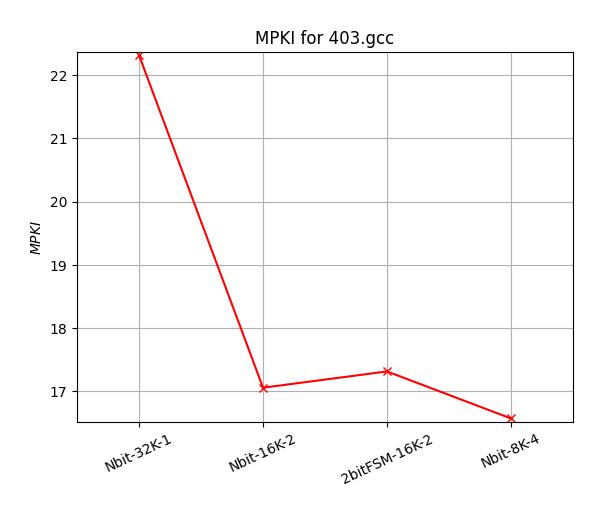 MPKI for 403.gcc
MPKI
22
21
20
19
18
17
Nbit-32K-1
Nbit-16K-2
2bitFSM-16K-2
Nbit-8K-4